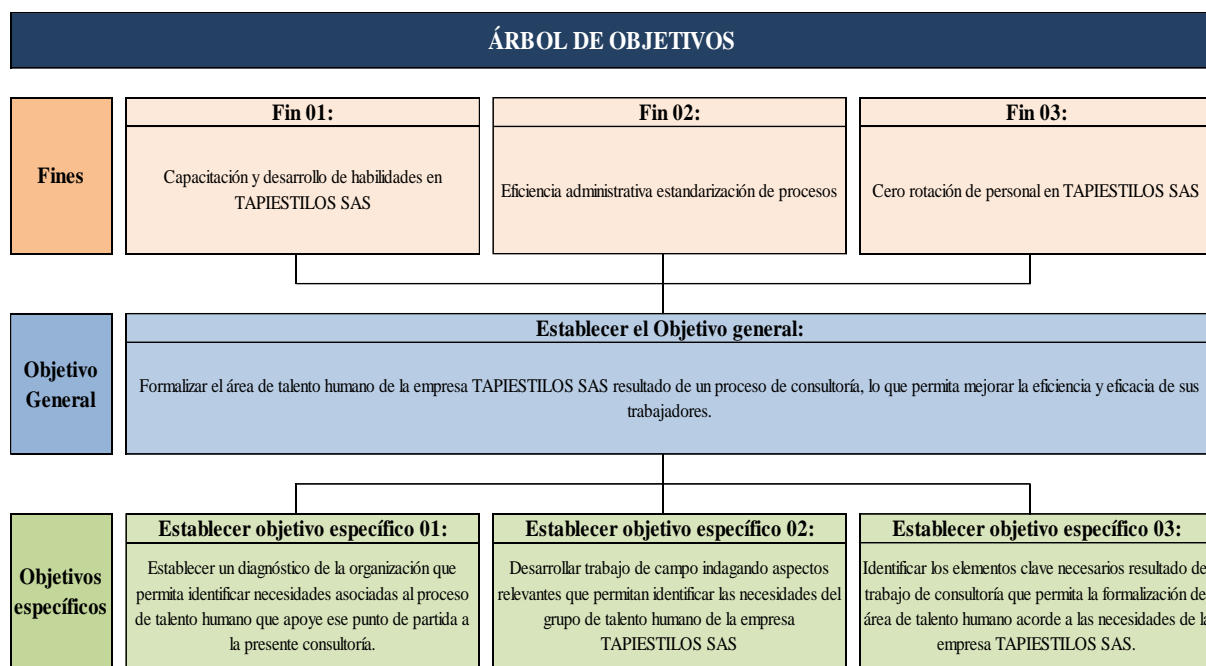 ÁRBOL DE OBJETIVOS
Fines
Fin 01:
Capacitación y desarrollo de habilidades en
TAPIESTILOS SAS
Fin 02:
Eficiencia administrativa estandarización de procesos
Fin 03:
Cero rotación de personal en TAPIESTILOS SAS
Objetivo
General
Establecer el Objetivo general:
Formalizar el área de talento humano de la empresa TAPIESTILOS SAS resultado de un proceso de consultoría, lo que permita mejorar la eficiencia y eficacia de sus
trabajadores.
Objetivos
específicos
Establecer objetivo específico 01:
Establecer un diagnóstico de la organización que
permita identificar necesidades asociadas al proceso
de talento humano que apoye ese punto de partida a
la presente consultoría.
Establecer objetivo específico 02:
Desarrollar trabajo de campo indagando aspectos
relevantes que permitan identificar las necesidades del
grupo de talento humano de la empresa
TAPIESTILOS SAS
Establecer objetivo específico 03:
Identificar los elementos clave necesarios resultado de
trabajo de consultoría que permita la formalización de
área de talento humano acorde a las necesidades de la
empresa TAPIESTILOS SAS.